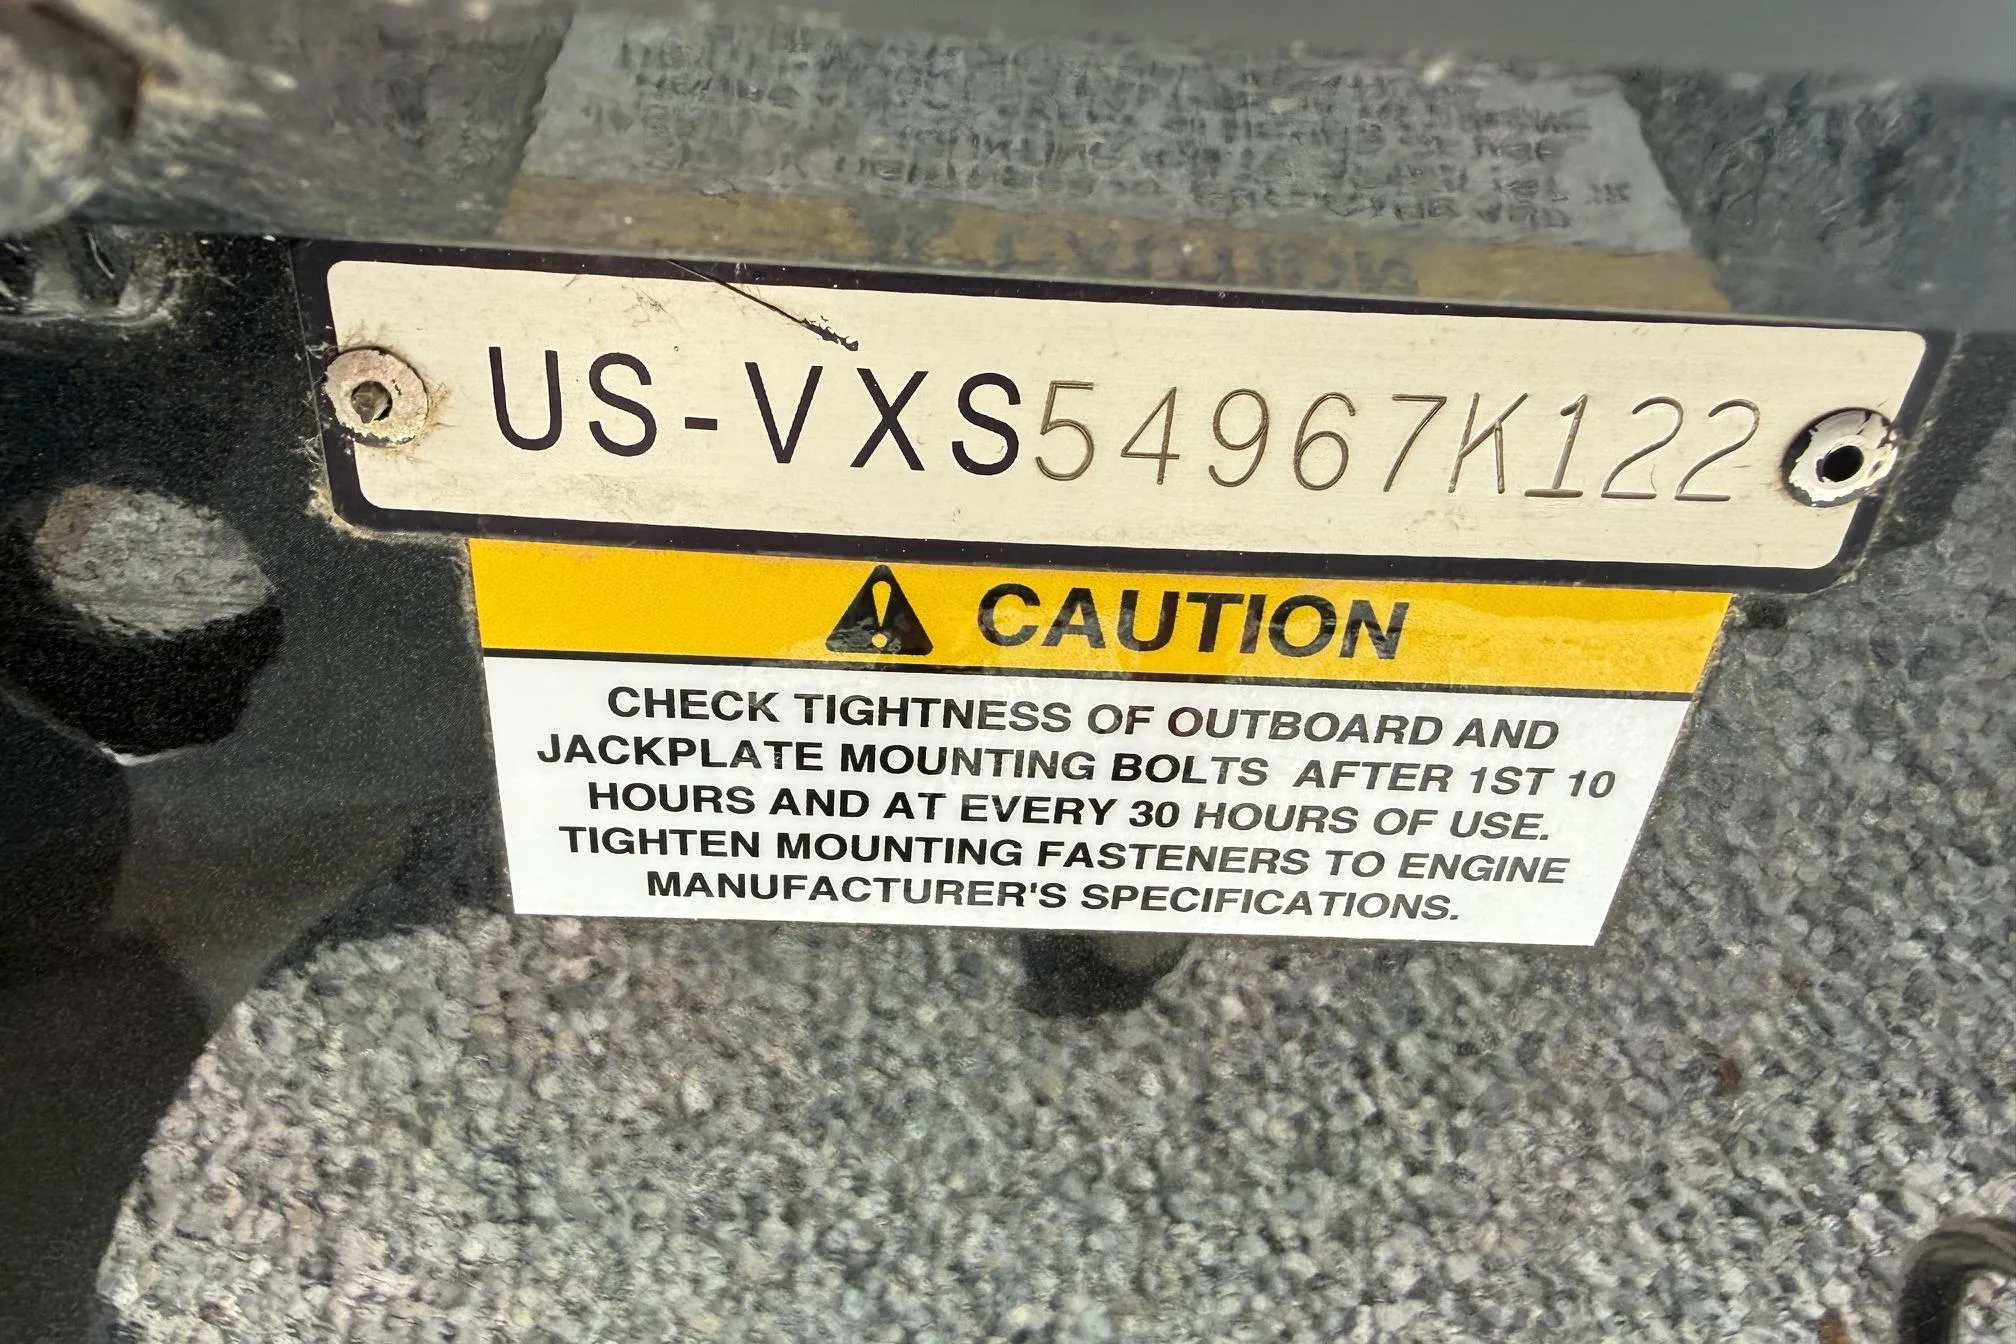 US-VXS54967K122
CAUTION
CHECK TIGHTNESS OF OUTBOARD AND
JACKPLATE MOUNTING BOLTS AFTER 1ST 10
HOURS AND AT EVERY 30 HOURS OF USE.
TIGHTEN MOUNTING FASTENERS TO ENGINE
MANUFACTURER'S SPECIFICATIONS.